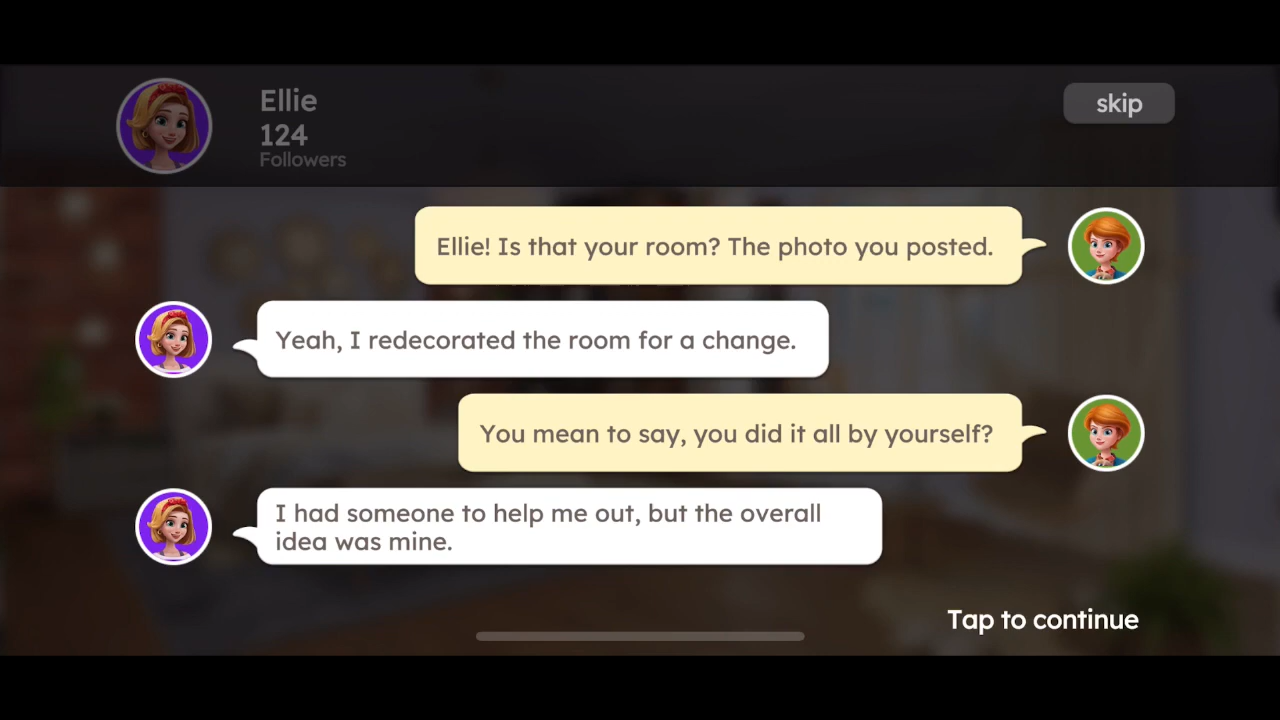 Ellie
124
Followers
skip
Ellie! Is that your room? The photo you posted.
Yeah, I redecorated the room for a change.
You mean to say, you did it all by yourself?
I had someone to help me out, but the overall
idea was mine.
Tap to continue